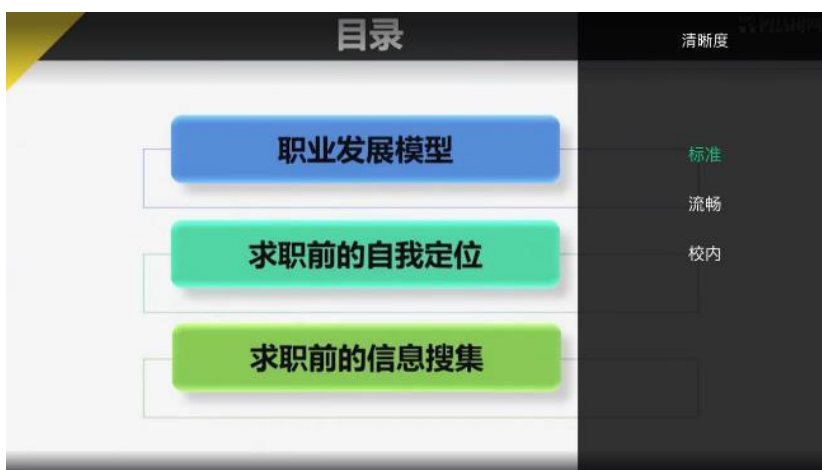 目录
清晰度
职业发展模型
标准
流畅
求职前的自我定位
校内
求职前的信息搜集